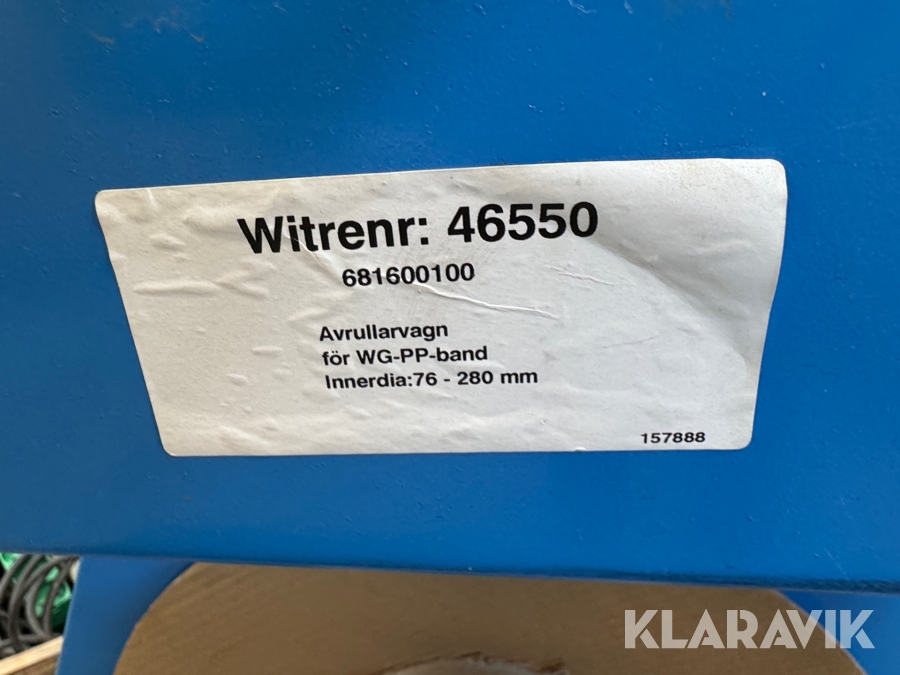 Witrenr: 46550
681600100
Avrullarvagn
för WG-PP-band
Innerdia:76 - 280 mm
157888
KLARAVIK